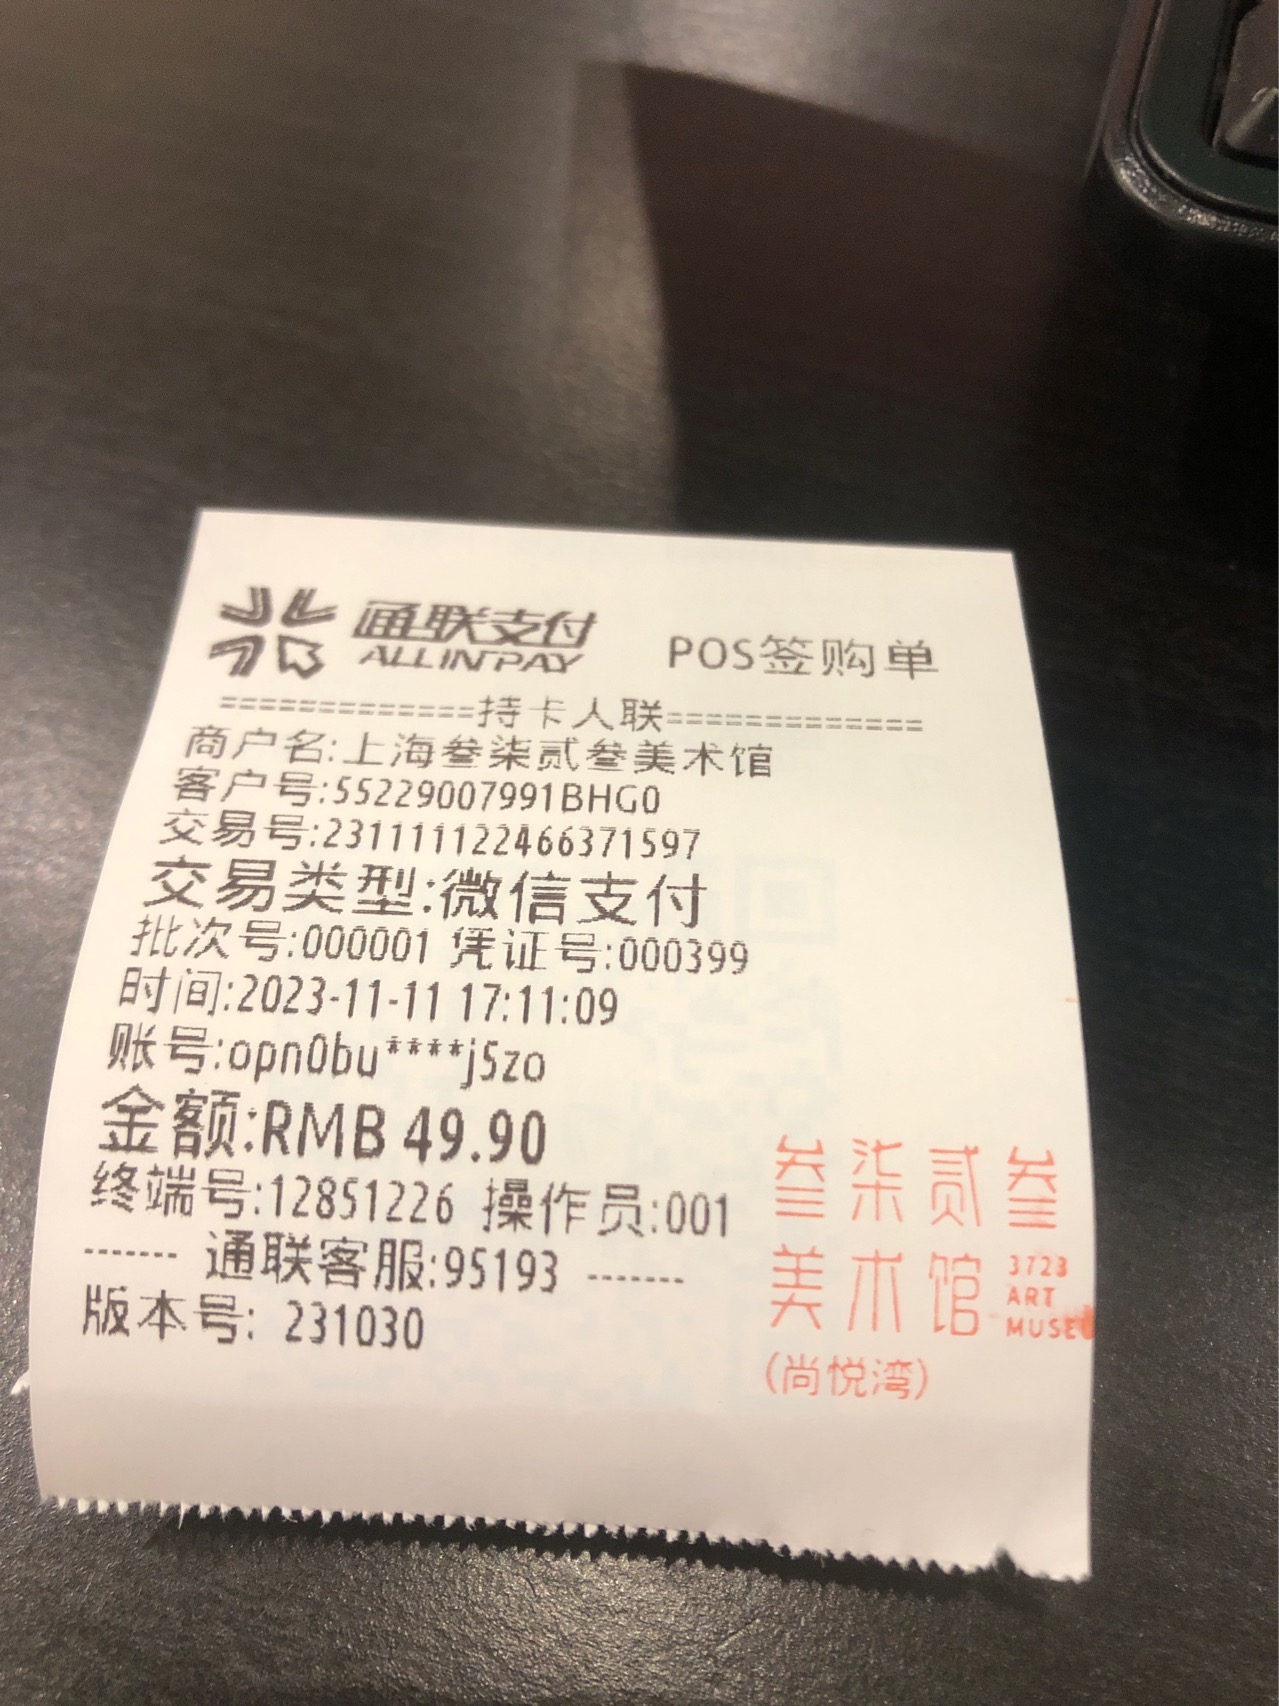 通联支付 POS签购单
ALLINPAY
=============持卡人联=============
商户名:上海叁柒贰叁美术馆
客户号:55229007991BHG0
交易号:231111122466371597
交易类型:微信支付
批次号:000001 凭证号:000399
时间:2023-11-11 17:11:09
账号:opn0bu****j5zo
金额:RMB 49.90
终端号:12851226 操作员:001
------- 通联客服:95193 -------
版本号: 231030
叁柒贰叁
美术馆
3723
ART
MUSE
(尚悦湾)